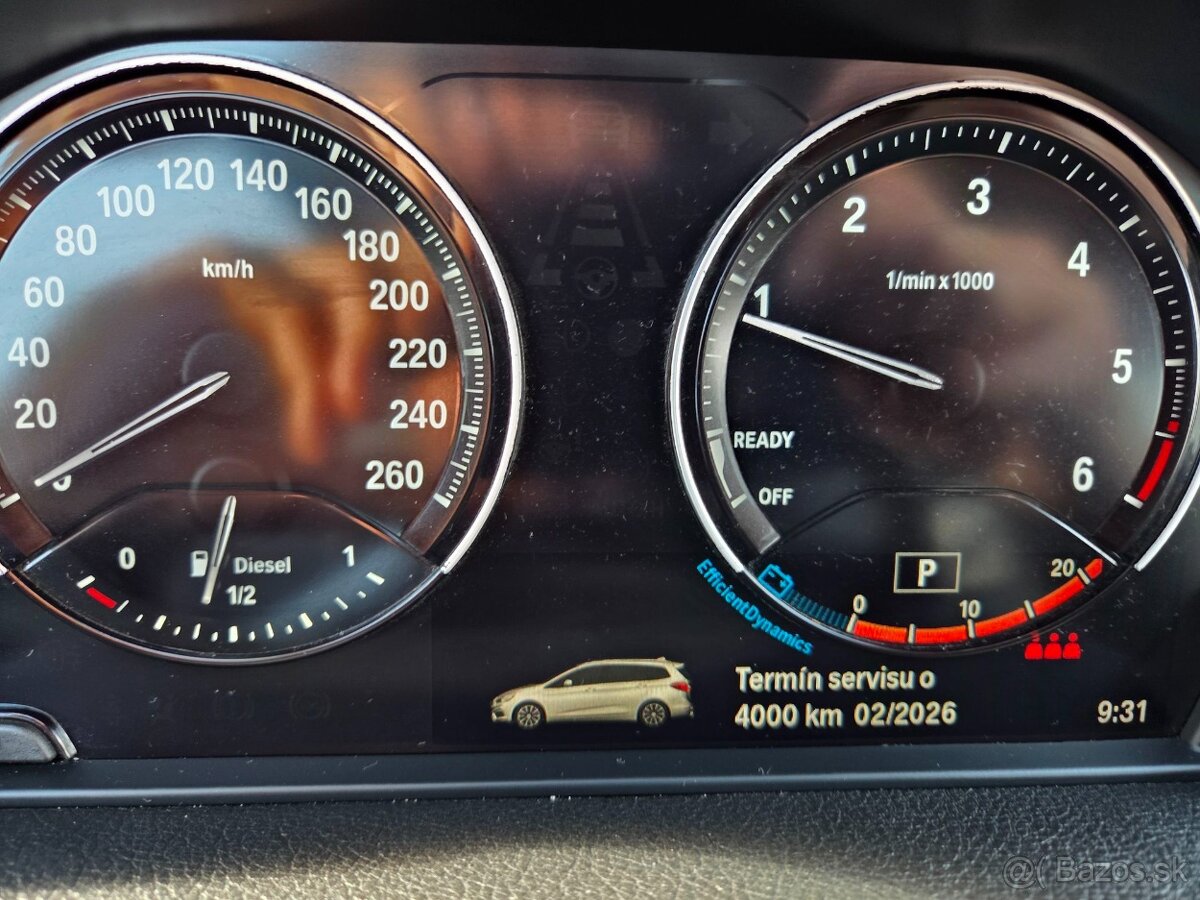 20
40
60
80
100
120
140
160
180
200
220
240
260
km/h
0
Diesel
1/2
1
1
2
3
4
5
6
1/min x 1000
READY
OFF
P
EfficientDynamics
0
10
20
Termín servisu o
4000 km 02/2026
9:31
@( Bazos.sk